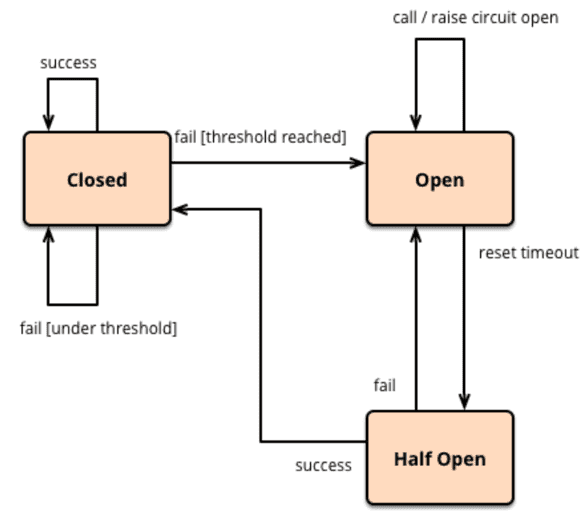 call / raise circuit open
success
fail [threshold reached]
Closed
Open
reset timeout
fail [under threshold]
fail
Half Open
success